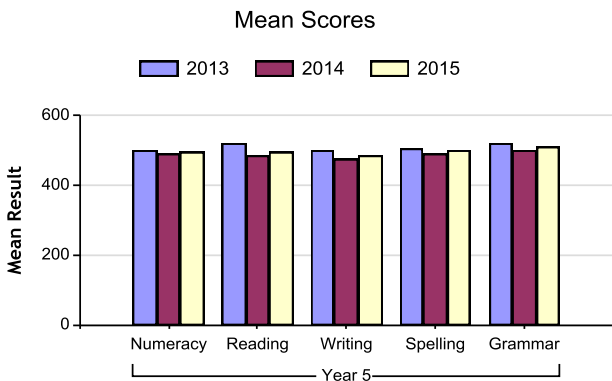 Mean Scores
2013 2014 2015
Mean Result
600
400
200
0
Numeracy Reading Writing Spelling Grammar
Year 5